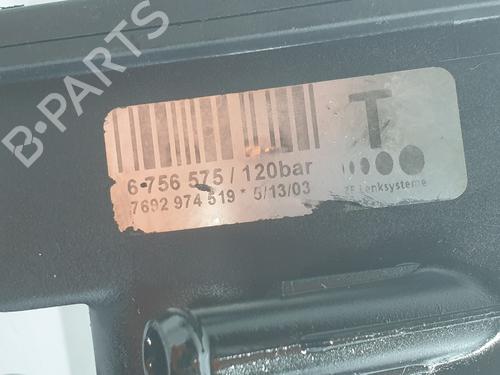 B-PARTS
T
6 756 575 / 120bar
7692 974 519 * 5/13/03
ZF Lenksysteme